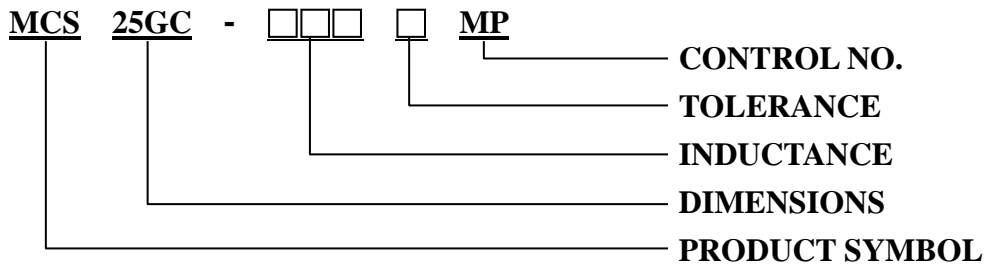 MCS 25GC - □□□ □ MP
CONTROL NO.
TOLERANCE
INDUCTANCE
DIMENSIONS
PRODUCT SYMBOL